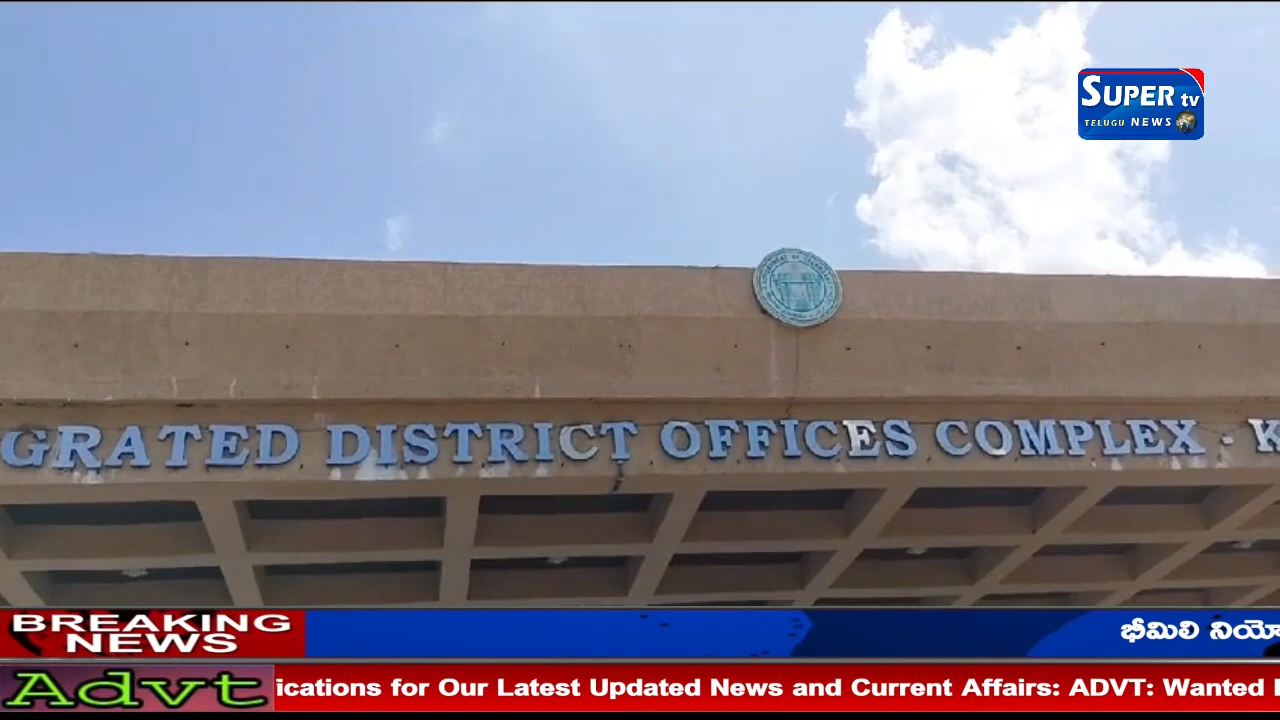 SUPER tv
TELUGU NEWS
GRATED DISTRICT OFFICES COMPLEX - K
BREAKING
NEWS
భీమిలి నియో
Advt
ications for Our Latest Updated News and Current Affairs: ADVT: Wanted